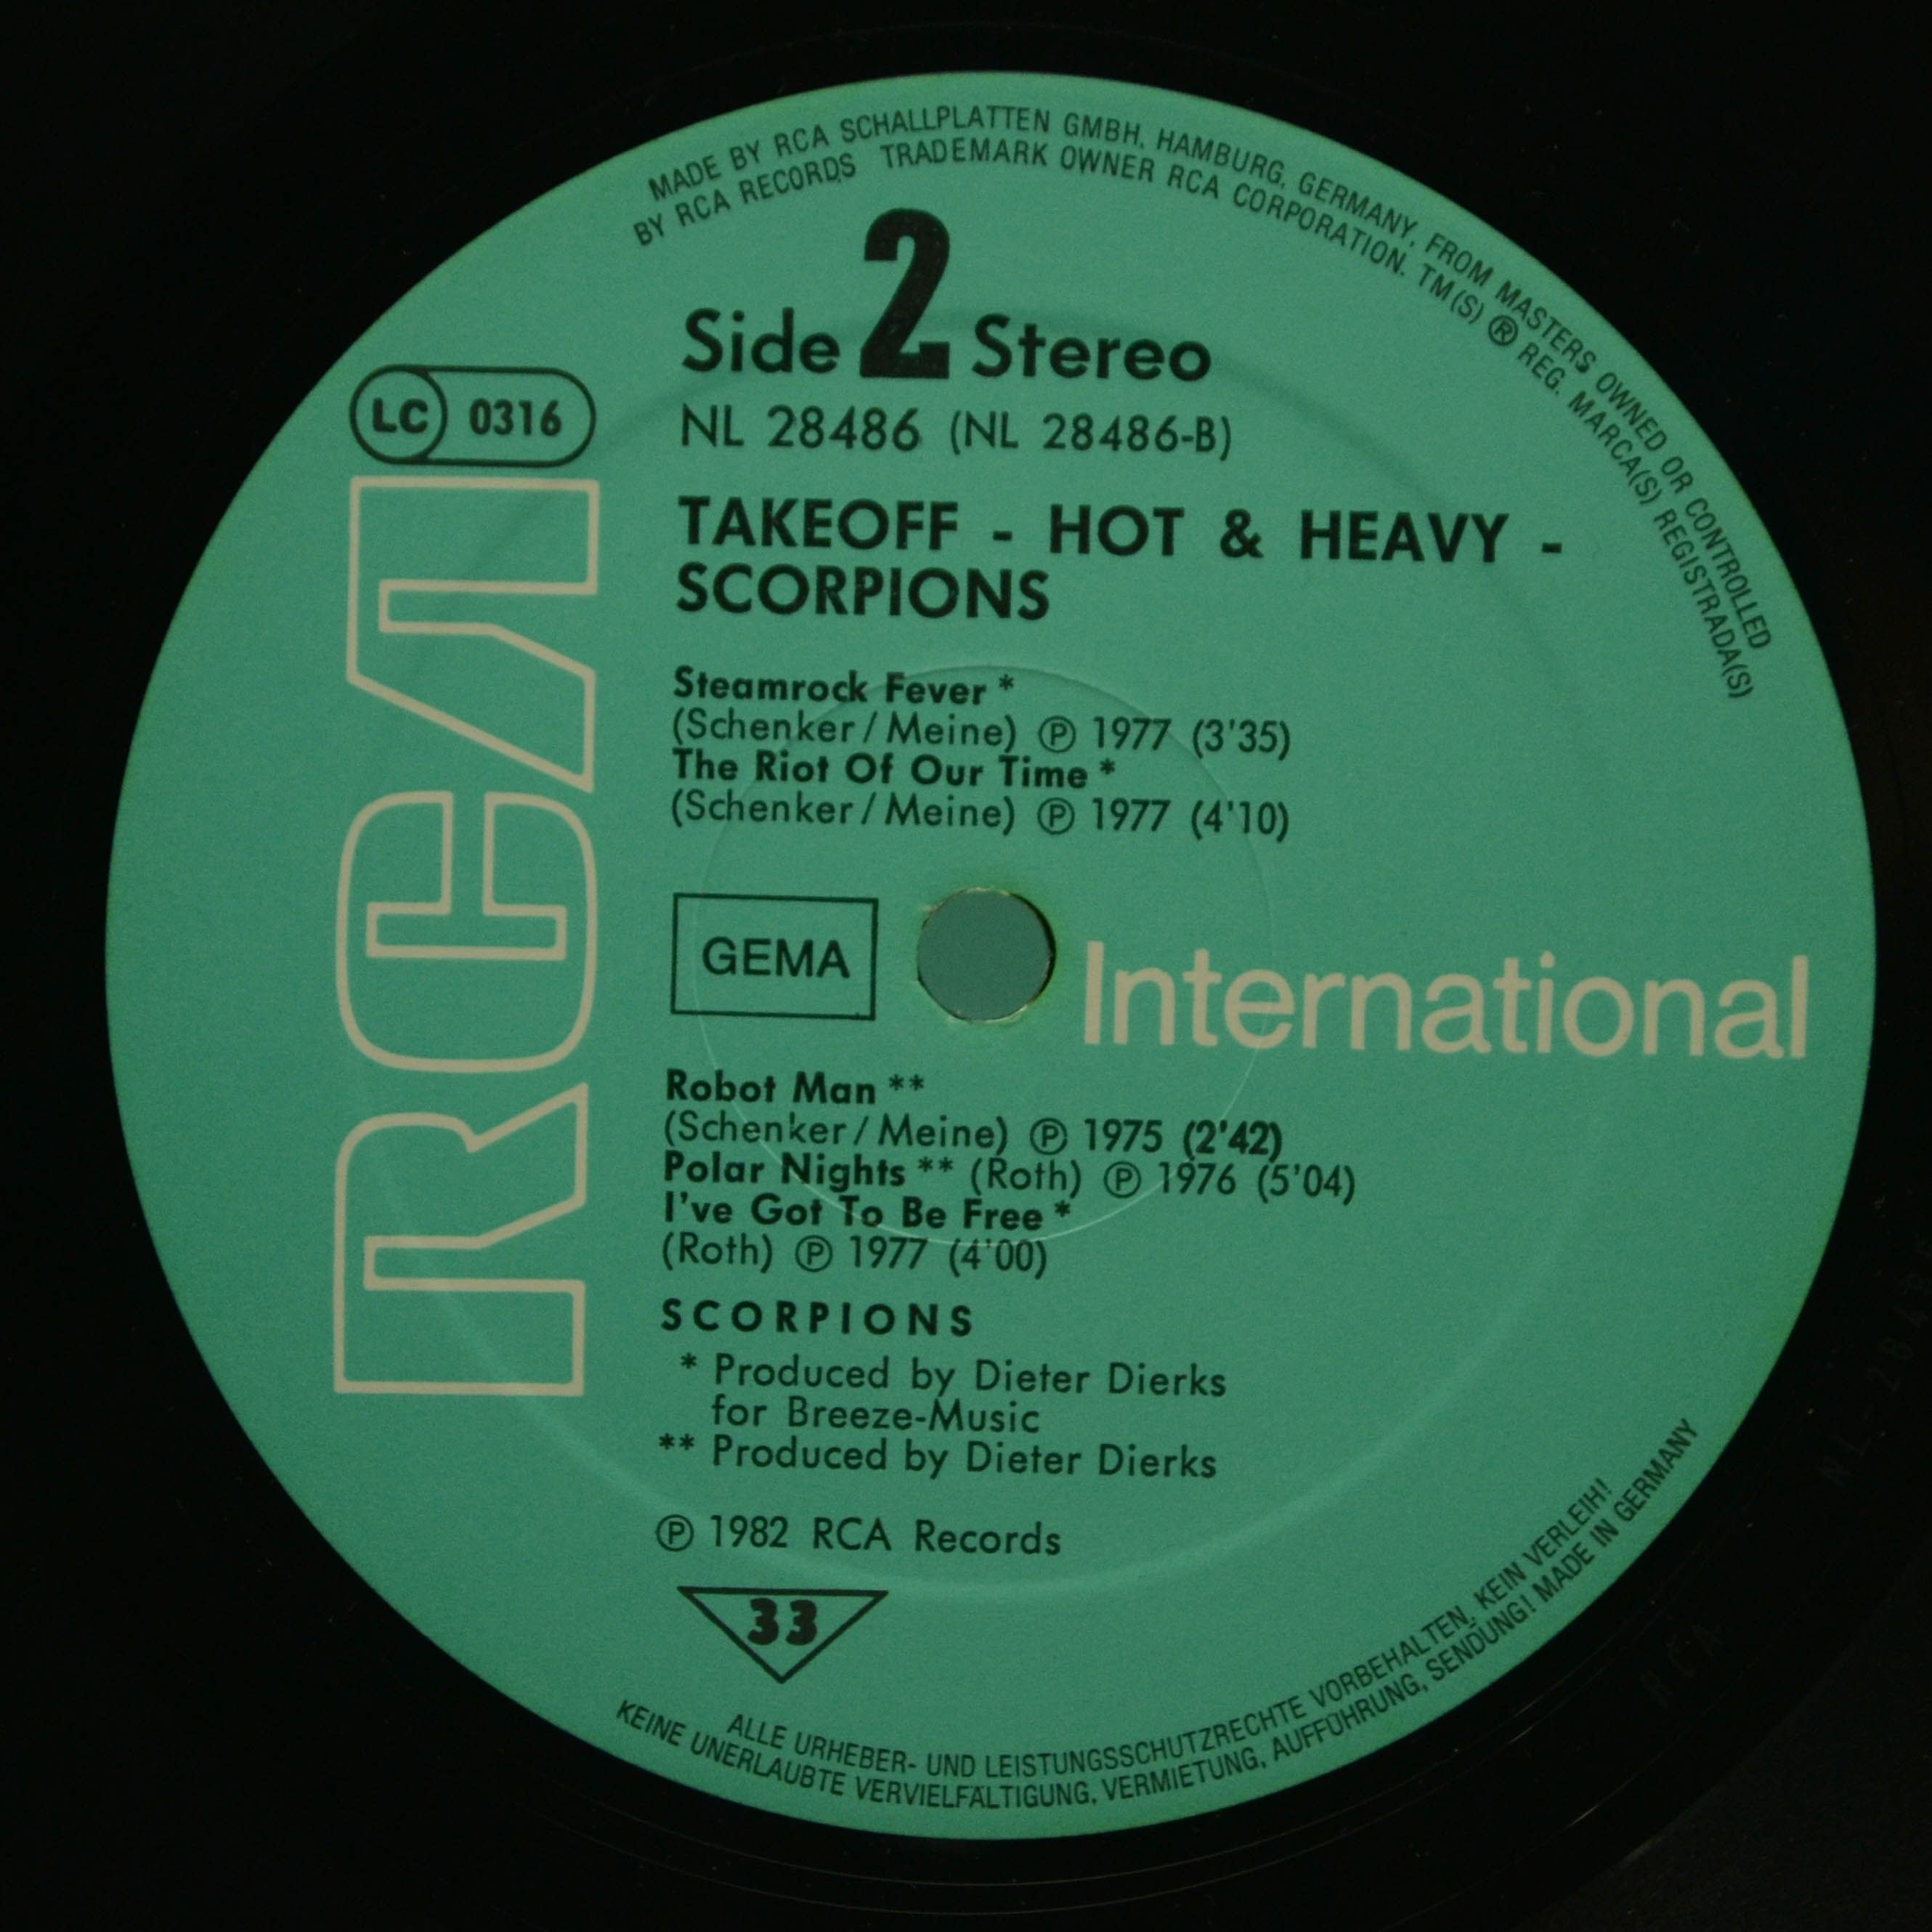 MADE BY RCA SCHALLPLATTEN GMBH, HAMBURG, GERMANY, FROM MASTERS OWNED OR CONTROLLED
BY RCA RECORDS TRADEMARK OWNER RCA CORPORATION. TM(S) ® REG. MARCA(S) REGISTRADA(S)
Side 2 Stereo
LC 0316
NL 28486 (NL 28486-B)
TAKEOFF - HOT & HEAVY -
SCORPIONS
RCA
Steamrock Fever *
(Schenker / Meine) ℗ 1977 (3'35)
The Riot Of Our Time *
(Schenker / Meine) ℗ 1977 (4'10)
GEMA
International
Robot Man **
(Schenker / Meine) ℗ 1975 (2'42)
Polar Nights ** (Roth) ℗ 1976 (5'04)
I've Got To Be Free *
(Roth) ℗ 1977 (4'00)
SCORPIONS
* Produced by Dieter Dierks
for Breeze-Music
** Produced by Dieter Dierks
℗ 1982 RCA Records
33
ALLE URHEBER- UND LEISTUNGSSCHUTZRECHTE VORBEHALTEN, KEIN VERLEIH!
KEINE UNERLAUBTE VERVIELFÄLTIGUNG, VERMIETUNG, AUFFÜHRUNG, SENDUNG! MADE IN GERMANY